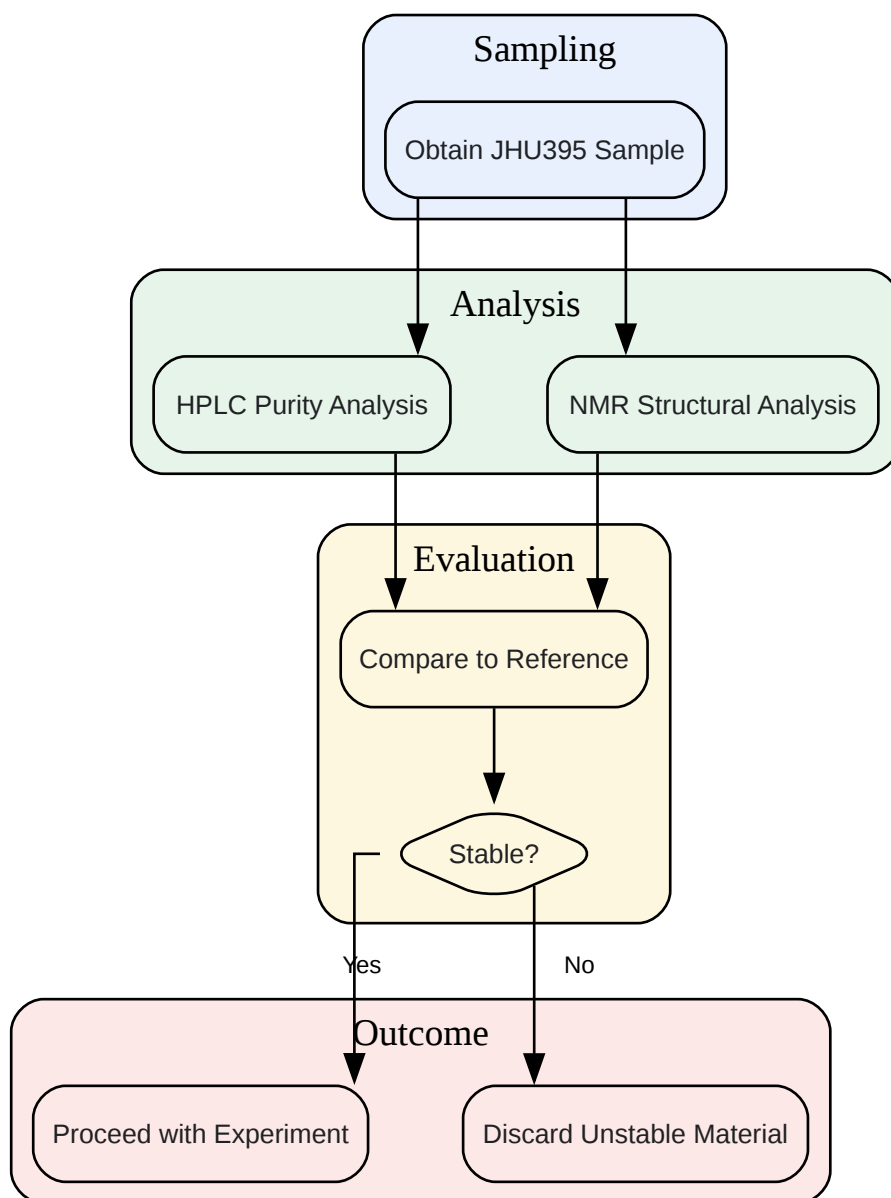 Sampling
Obtain JHU395 Sample
Analysis
HPLC Purity Analysis
NMR Structural Analysis
Evaluation
Compare to Reference
Stable?
Yes
No
Outcome
Proceed with Experiment
Discard Unstable Material